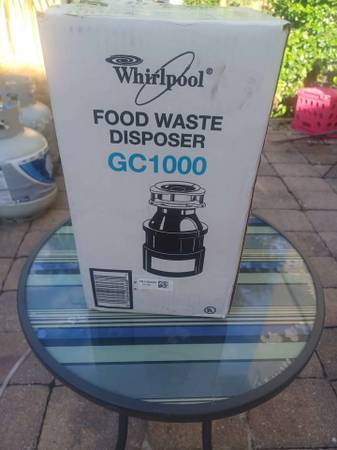 Whirlpool®
FOOD WASTE
DISPOSER
GC1000